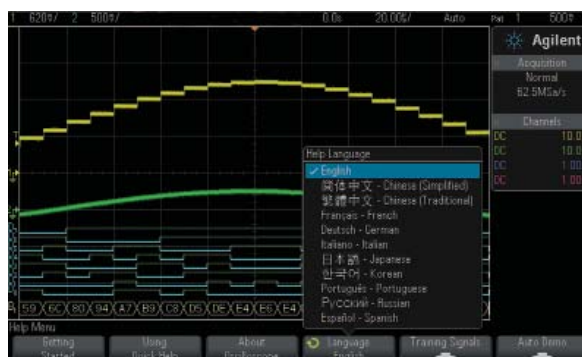 1 620▽/ 2 500▽/ 0.0s 20.00%/ Auto Pat 1 500▽
Agilent
Acquisition
Normal
62.5MSa/s
Channels
DC 10.0
DC 10.0
DC 1.00
DC 1.00
Help Language
✓ English
简体中文 - Chinese (Simplified)
繁體中文 - Chinese (Traditional)
Français - French
Deutsch - German
Italiano - Italian
日本語 - Japanese
한국어 - Korean
Português - Portuguese
Русский - Russian
Español - Spanish
B1 59 6C 80 94 A7 B9 C8 D5 DE E4 E6 E4
Help Menu
Getting Started
Using Quick Help
About Oscilloscope
Language English
Training Signals
Auto Demo